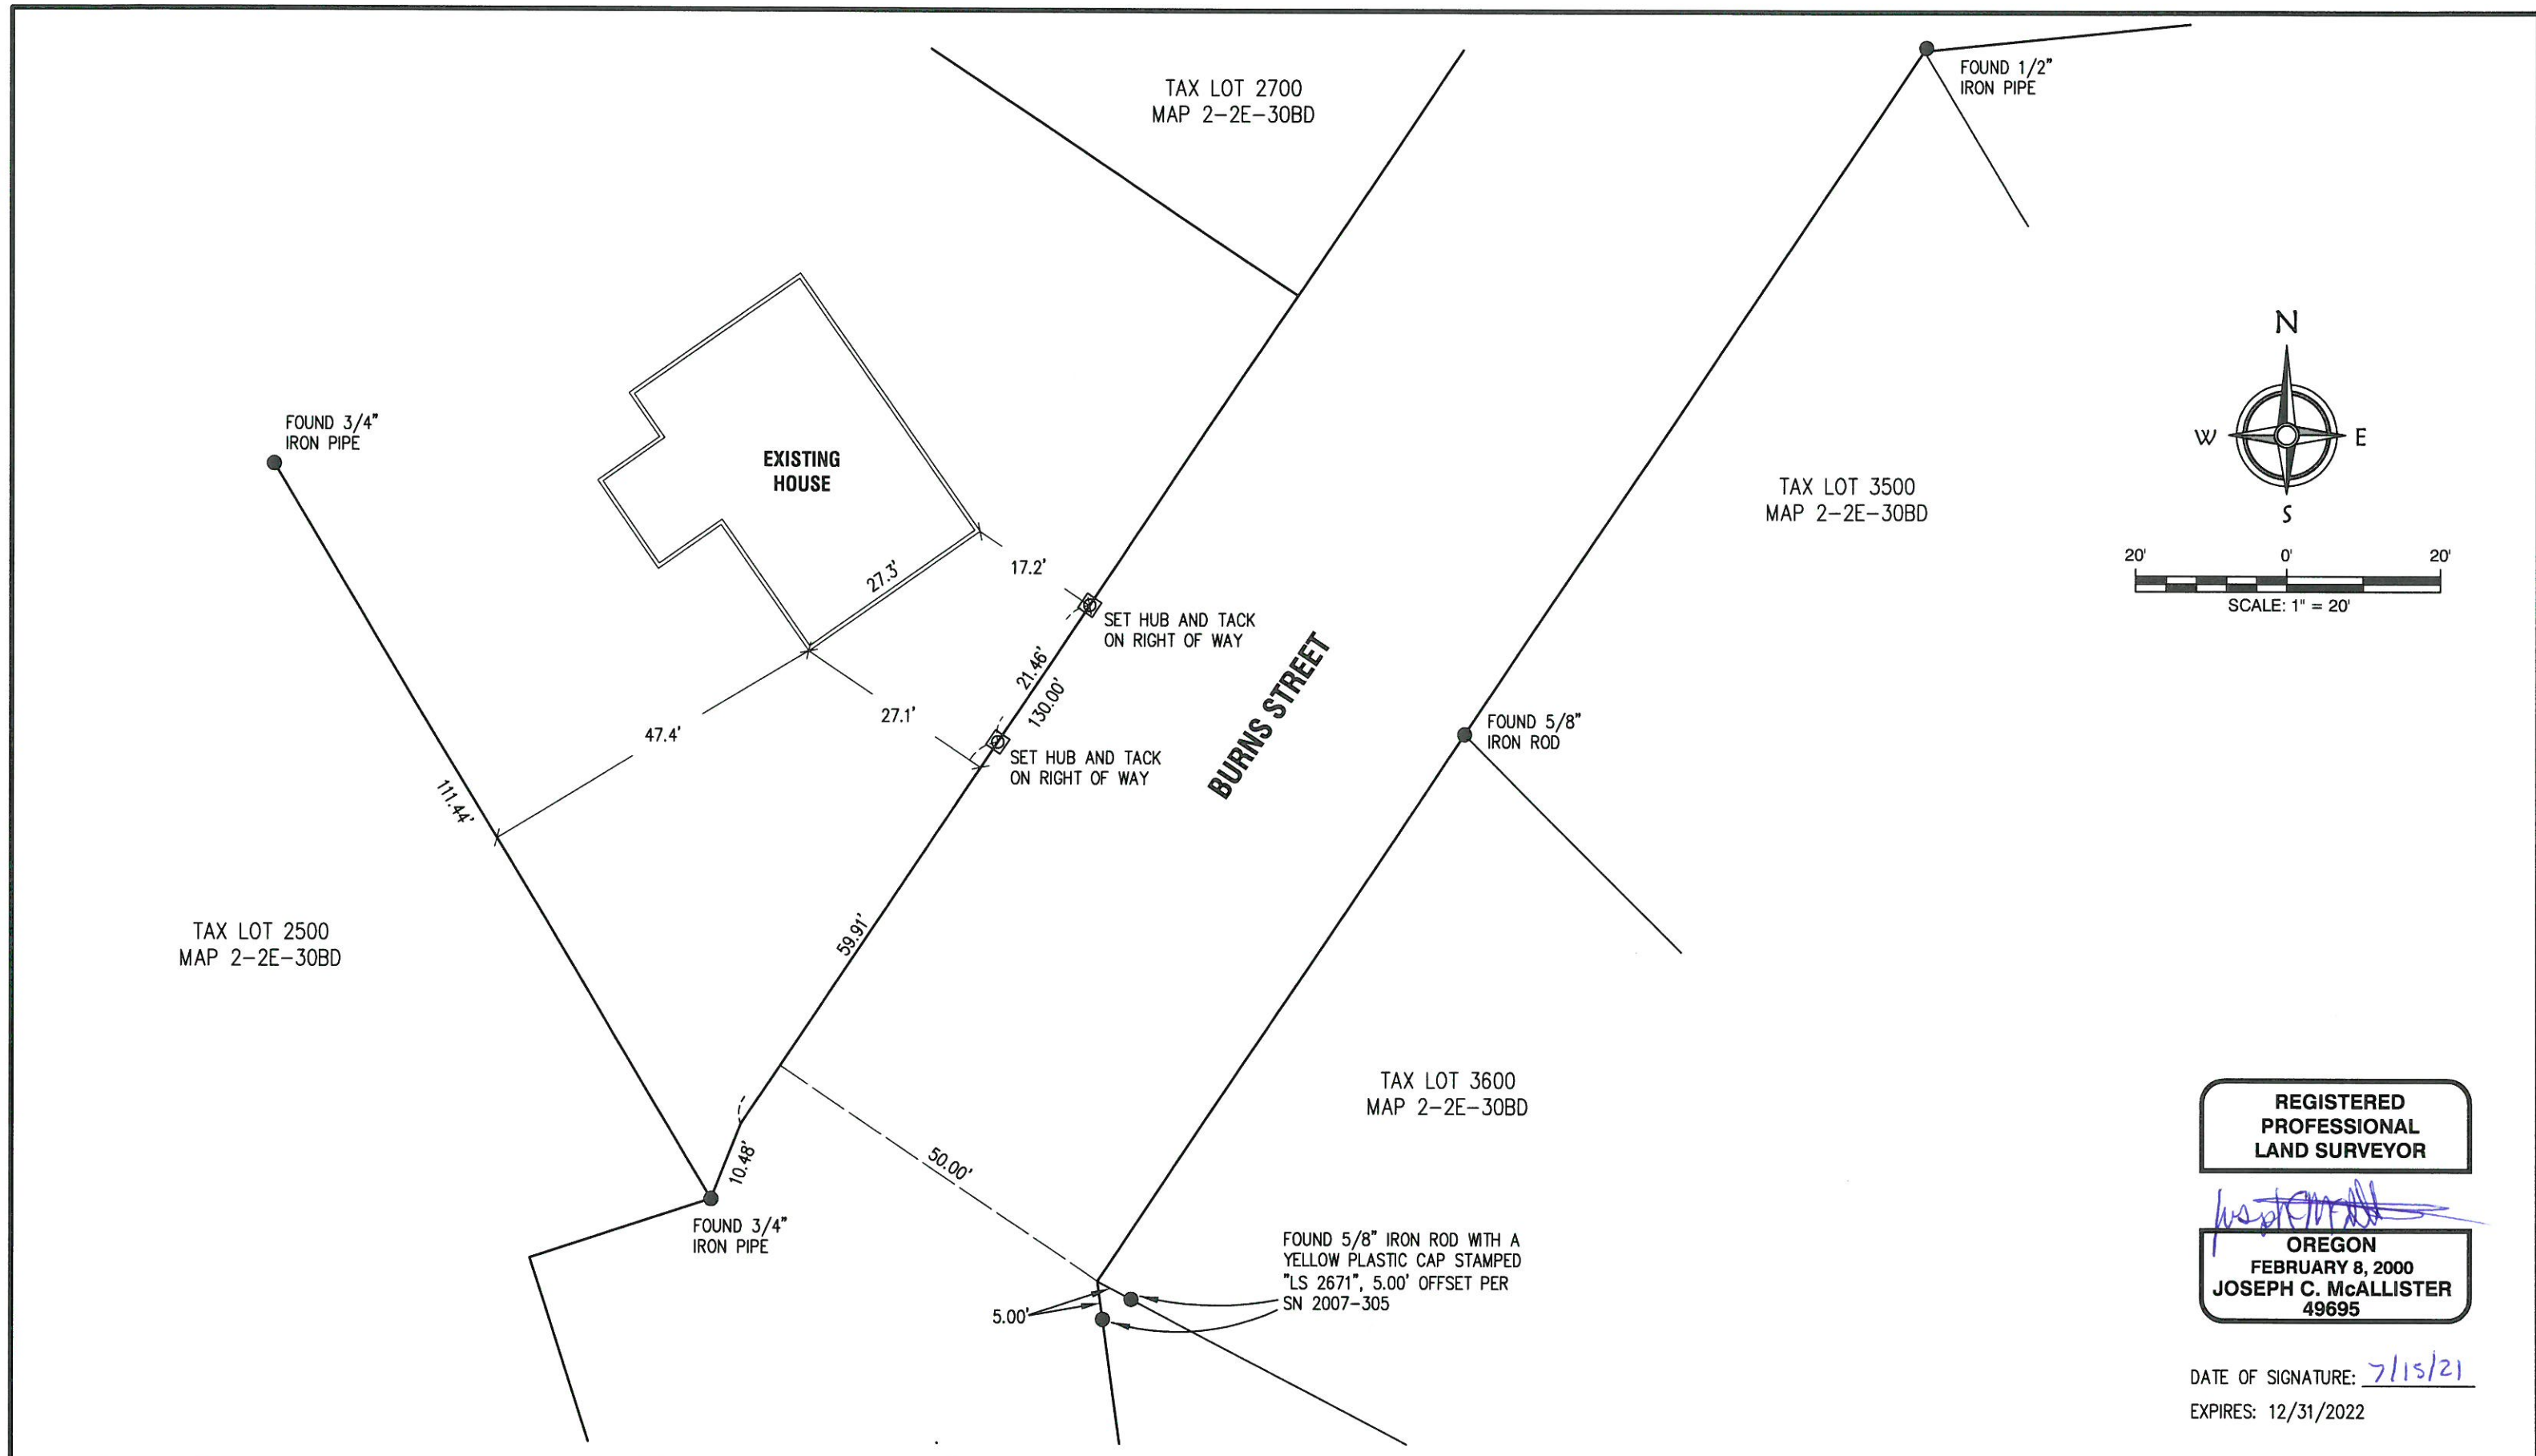 TAX LOT 2700
MAP 2-2E-30BD
FOUND 1/2"
IRON PIPE
N
W
E
S
20'
0'
20'
SCALE: 1" = 20'
FOUND 3/4"
IRON PIPE
EXISTING
HOUSE
27.3'
17.2'
SET HUB AND TACK
ON RIGHT OF WAY
TAX LOT 3500
MAP 2-2E-30BD
21.46'
130.00'
27.1'
47.4'
SET HUB AND TACK
ON RIGHT OF WAY
BURNS STREET
FOUND 5/8"
IRON ROD
111.44'
59.91'
TAX LOT 2500
MAP 2-2E-30BD
TAX LOT 3600
MAP 2-2E-30BD
10.48'
50.00'
FOUND 3/4"
IRON PIPE
FOUND 5/8" IRON ROD WITH A
YELLOW PLASTIC CAP STAMPED
"LS 2671", 5.00' OFFSET PER
SN 2007-305
5.00'
REGISTERED
PROFESSIONAL
LAND SURVEYOR
OREGON
FEBRUARY 8, 2000
JOSEPH C. McALLISTER
49695
DATE OF SIGNATURE: 7/15/21
EXPIRES: 12/31/2022